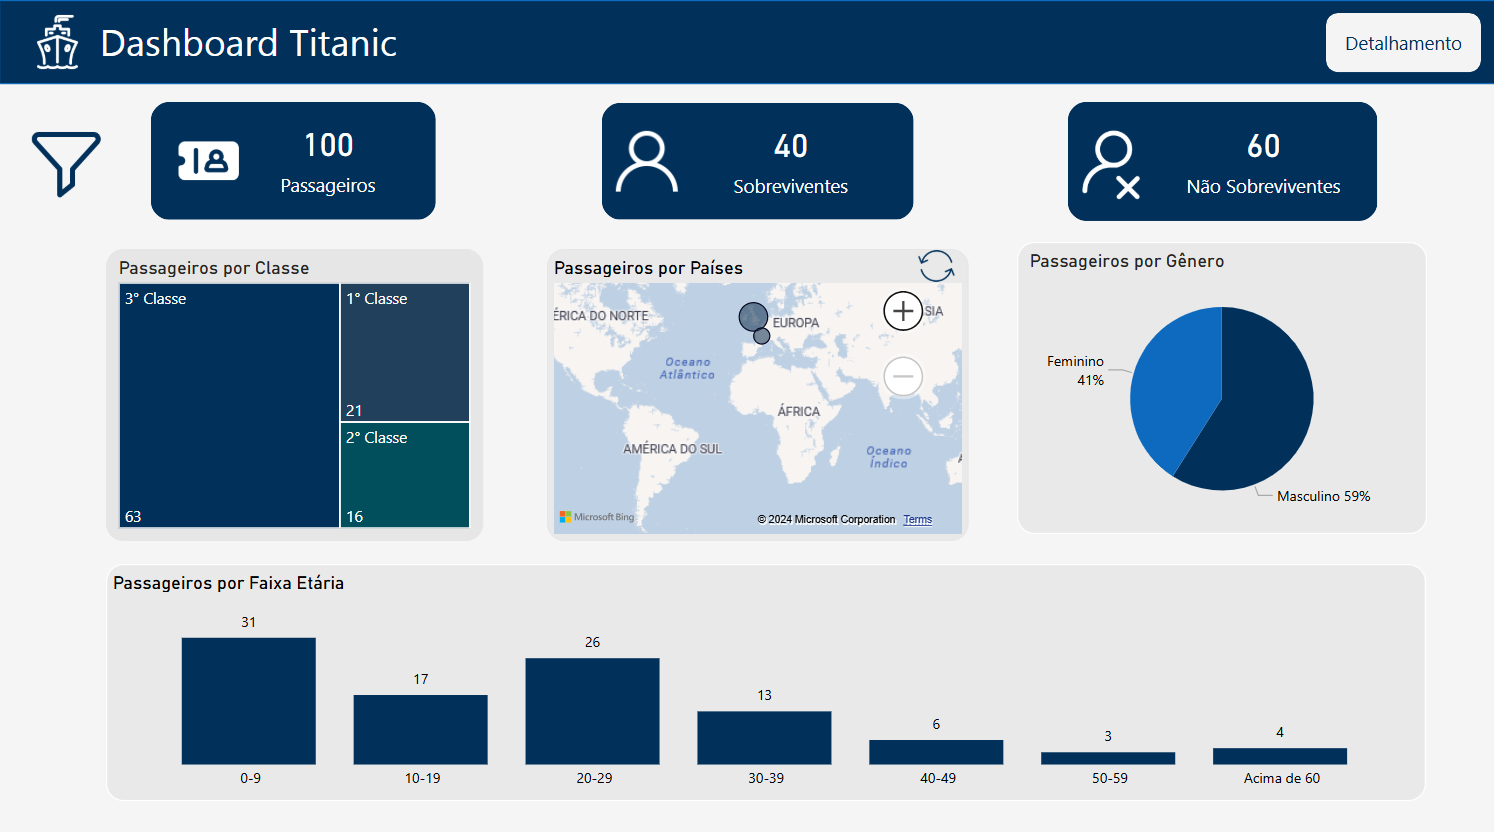 Dashboard Titanic
Detalhamento
100
Passageiros
40
Sobreviventes
60
Não Sobreviventes
Passageiros por Classe
3° Classe
63
1° Classe
21
2° Classe
16
Passageiros por Países
ÉRICA DO NORTE
EUROPA
SIA
Oceano
Atlântico
ÁFRICA
AMÉRICA DO SUL
Oceano
Índico
Microsoft Bing
© 2024 Microsoft Corporation Terms
Passageiros por Gênero
Feminino
41%
Masculino 59%
Passageiros por Faixa Etária
31
17
26
13
6
3
4
0-9
10-19
20-29
30-39
40-49
50-59
Acima de 60